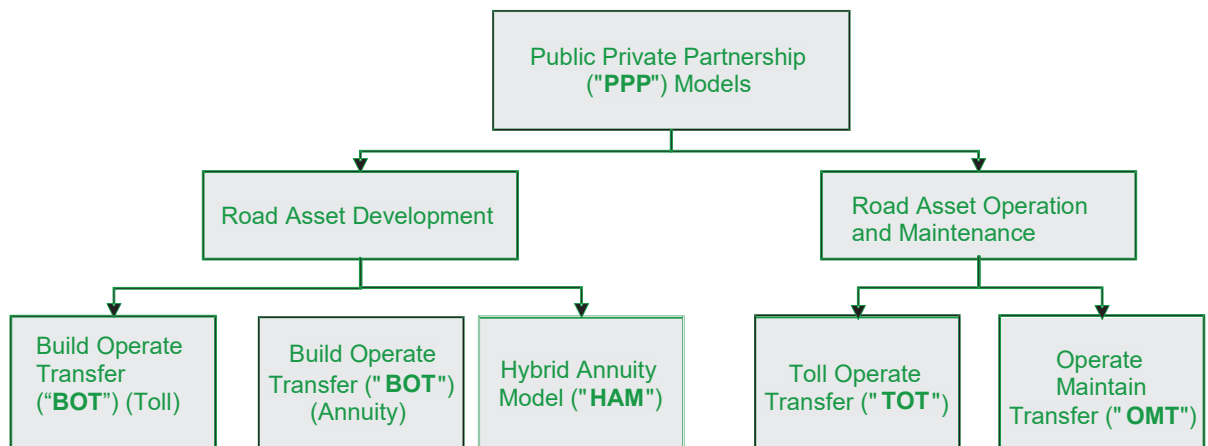 Public Private Partnership
("PPP") Models
Road Asset Development
Road Asset Operation
and Maintenance
Build Operate
Transfer
(“BOT”) (Toll)
Build Operate
Transfer (" BOT")
(Annuity)
Hybrid Annuity
Model ("HAM")
Toll Operate
Transfer (" TOT")
Operate
Maintain
Transfer (" OMT")